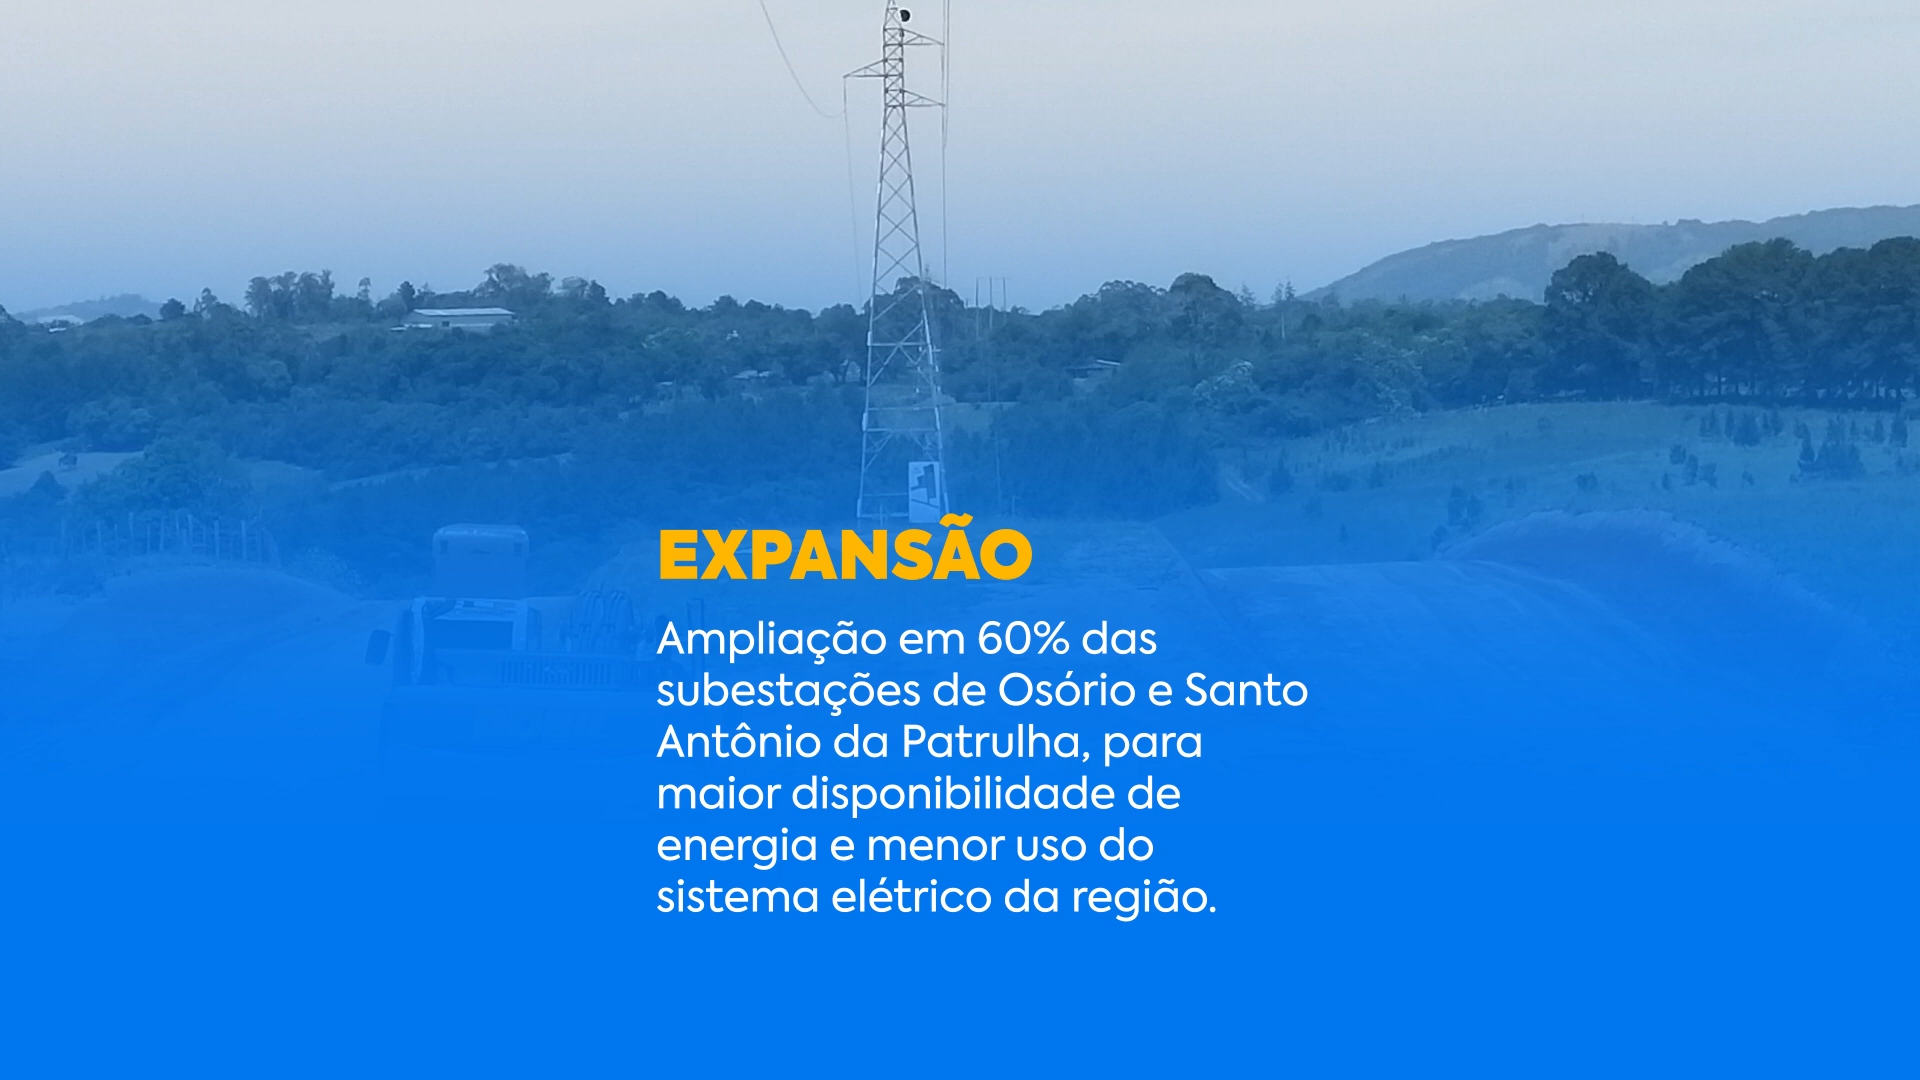 EXPANSÃO
Ampliação em 60% das
subestações de Osório e Santo
Antônio da Patrulha, para
maior disponibilidade de
energia e menor uso do
sistema elétrico da região.